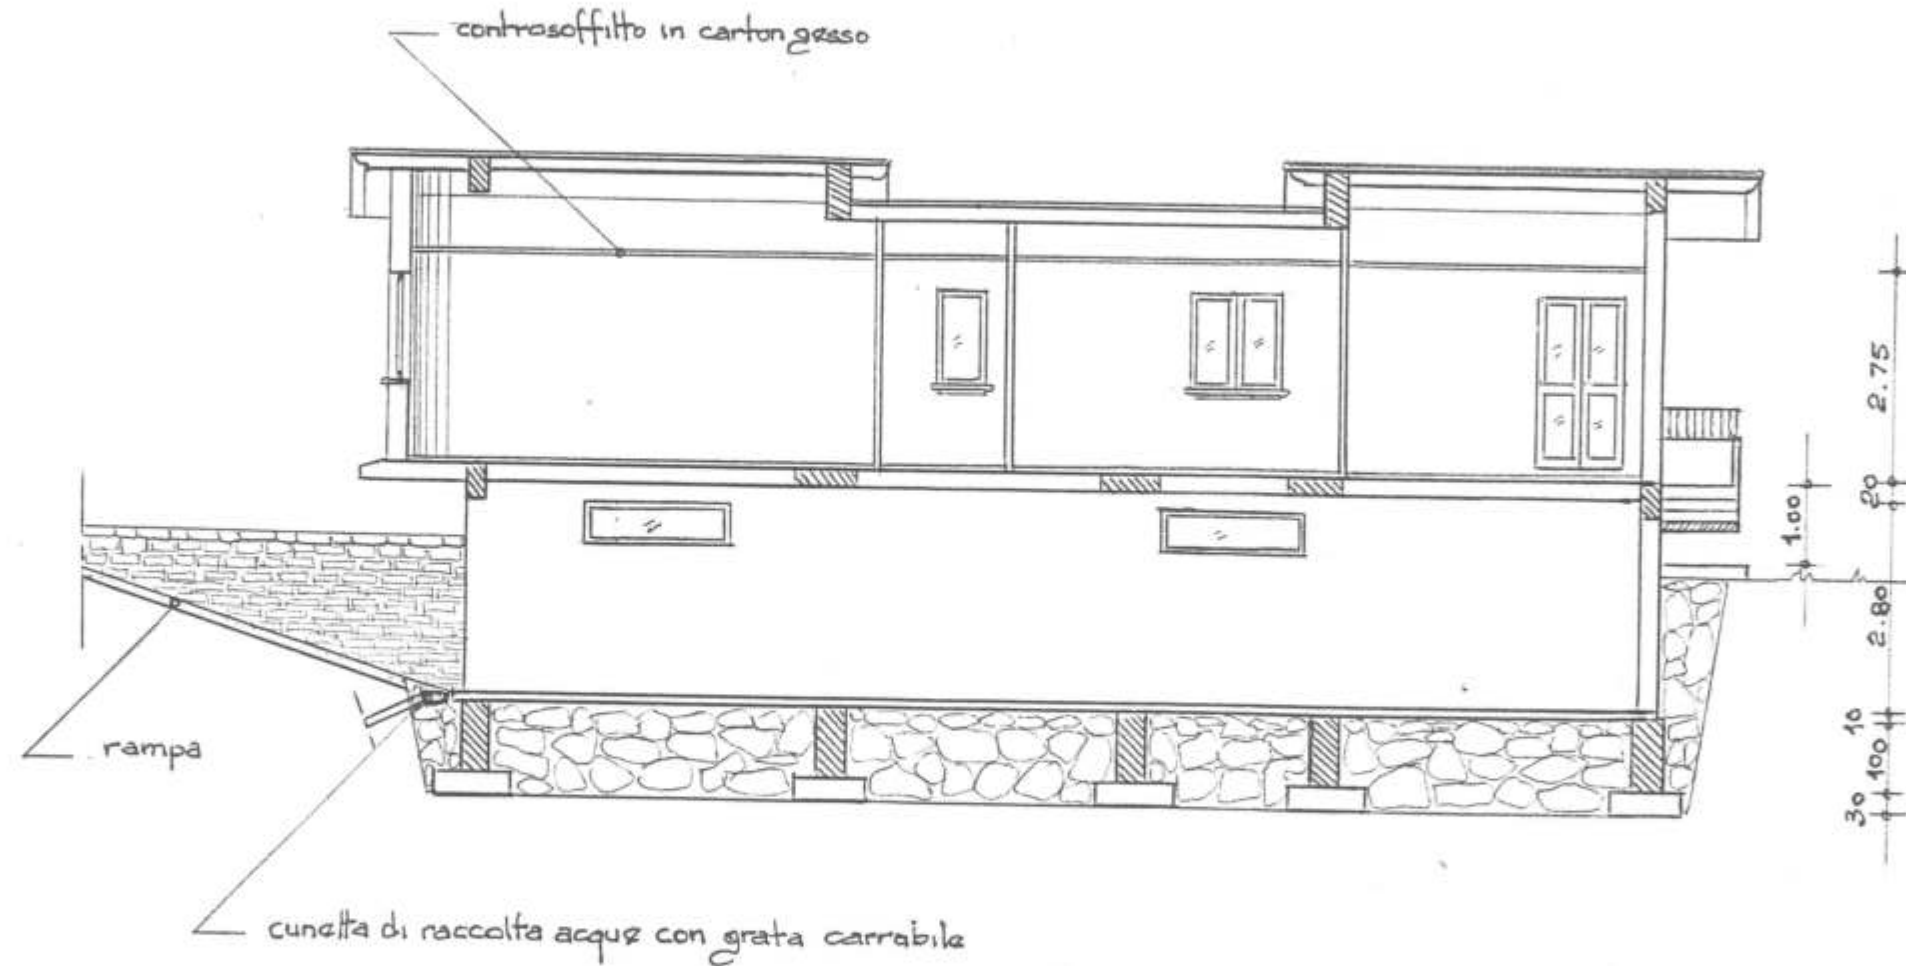 controsoffitto in cartongesso
2.75
20
1.00
2.80
10
100
30
rampa
cunetta di raccolta acque con grata carrabile